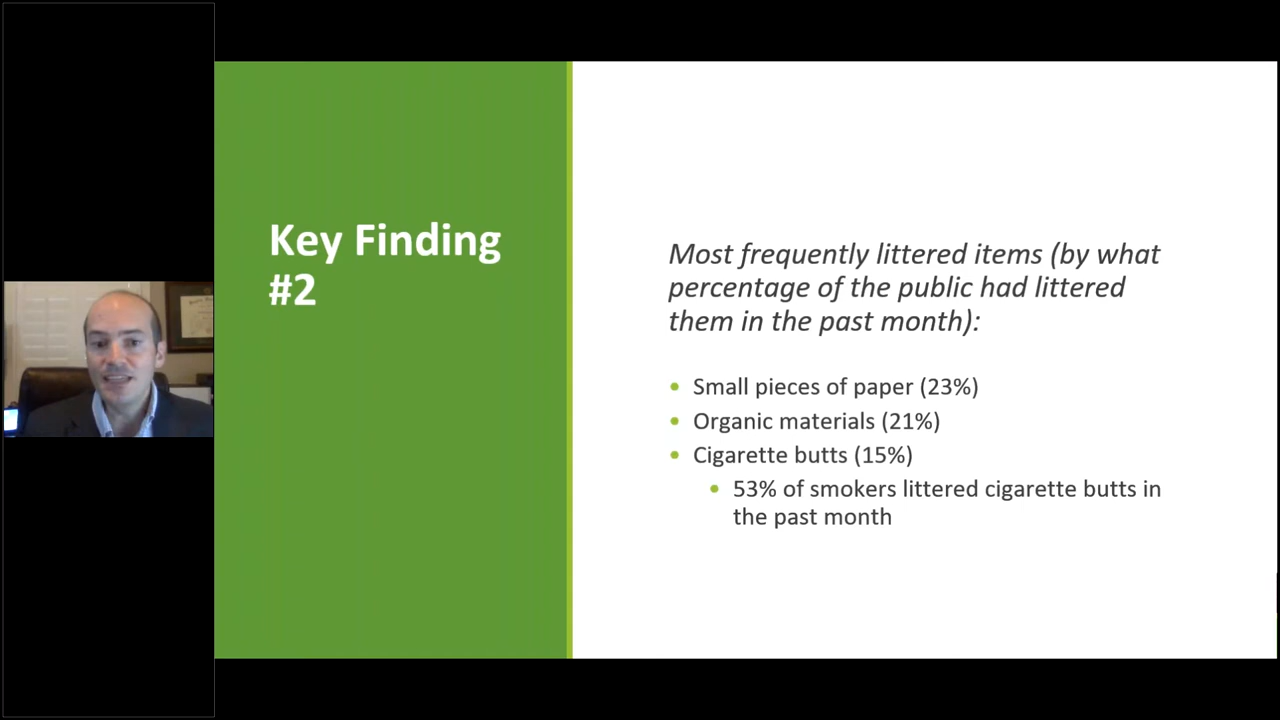 Key Finding
#2
Most frequently littered items (by what
percentage of the public had littered
them in the past month):
• Small pieces of paper (23%)
• Organic materials (21%)
• Cigarette butts (15%)
• 53% of smokers littered cigarette butts in
the past month